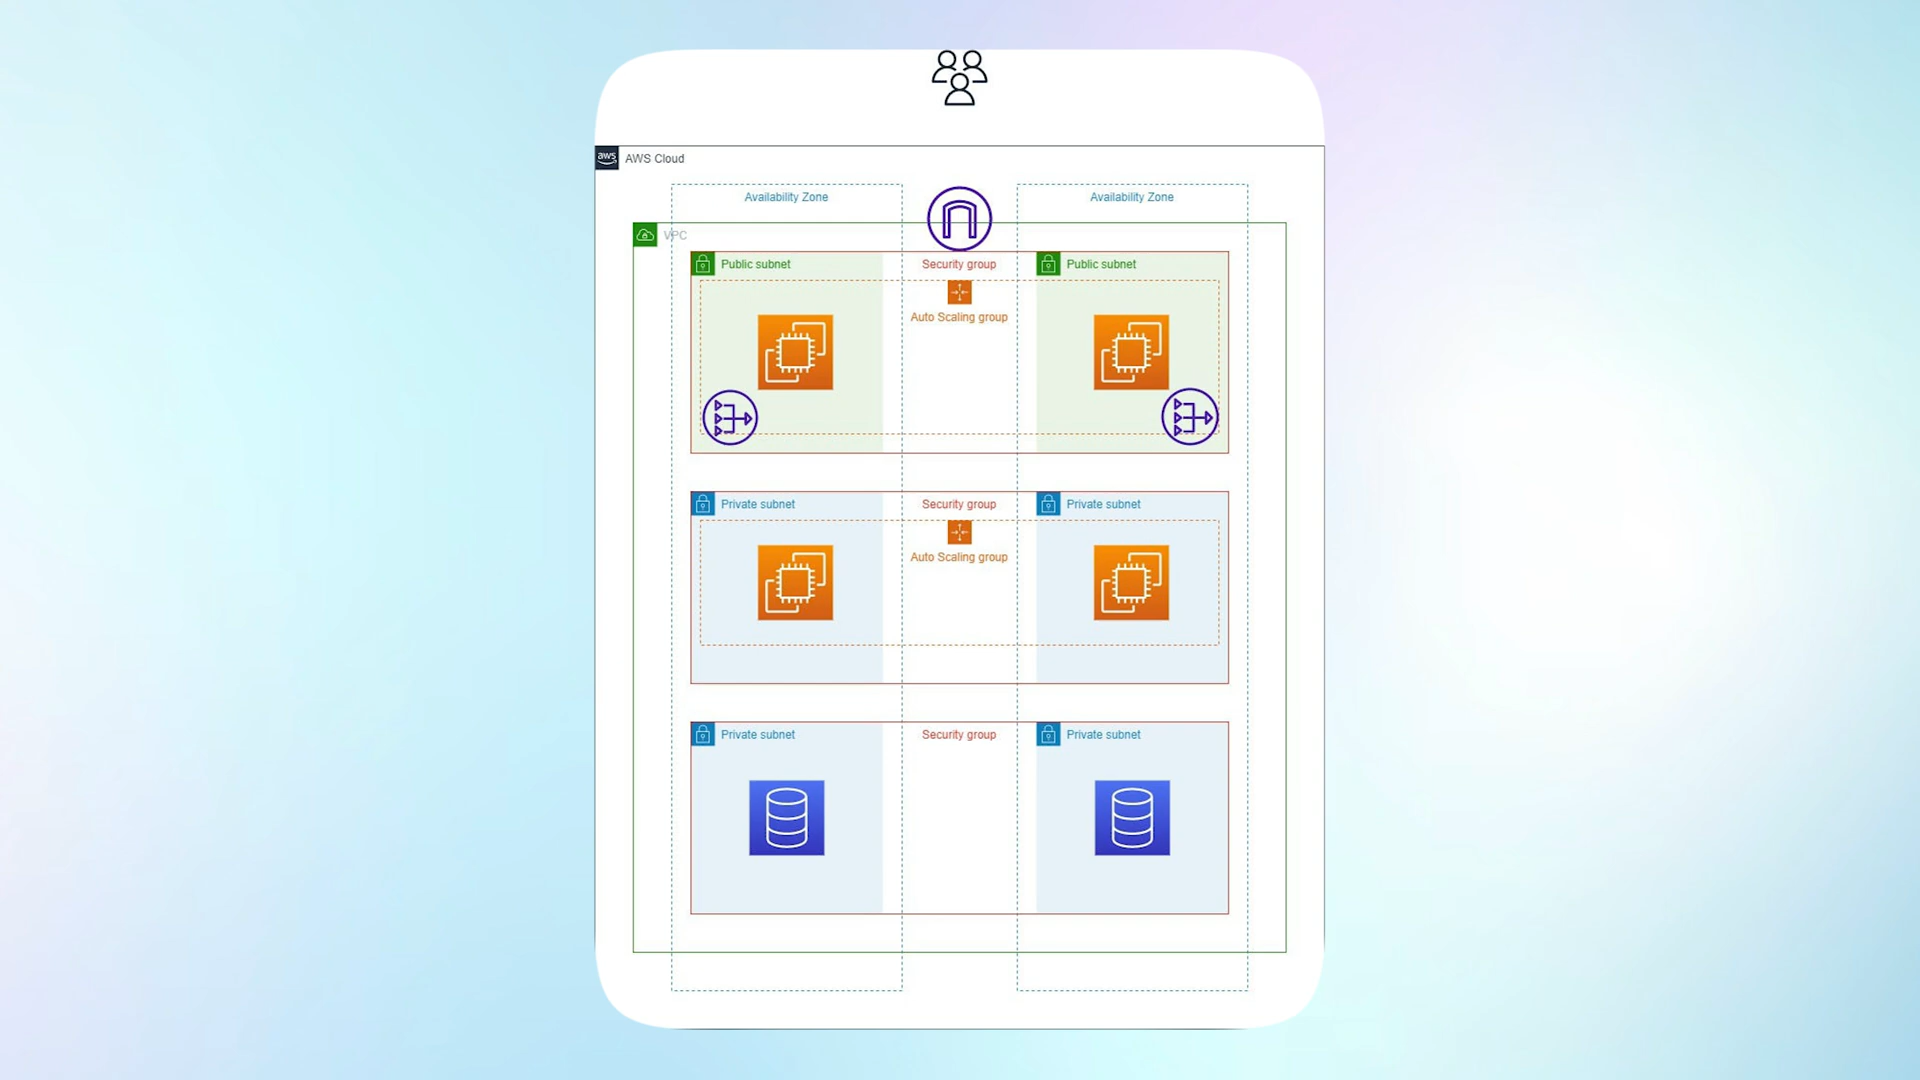 aws
AWS Cloud
Availability Zone
Availability Zone
VPC
Public subnet
Security group
Public subnet
Auto Scaling group
Private subnet
Security group
Private subnet
Auto Scaling group
Private subnet
Security group
Private subnet